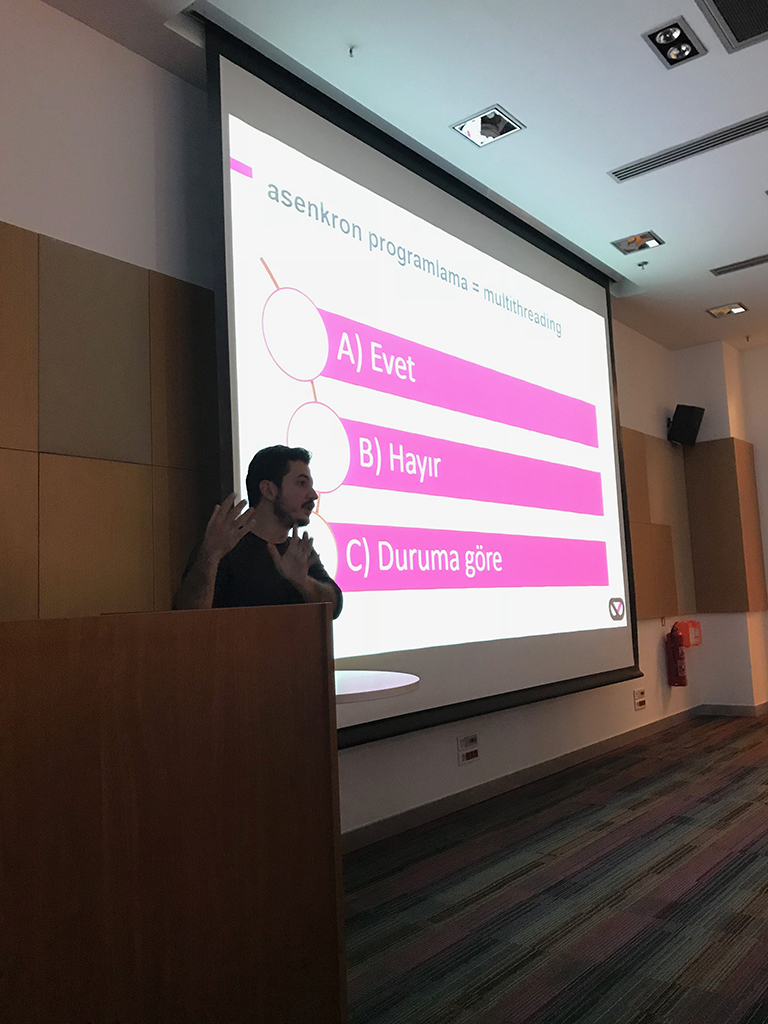 asenkron programlama = multithreading
A) Evet
B) Hayır
C) Duruma göre